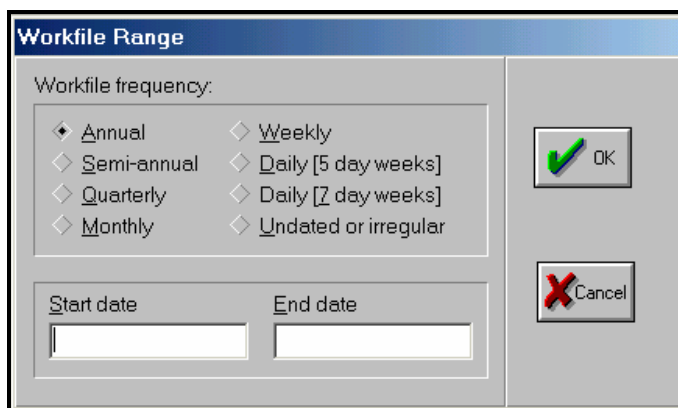 Workfile Range
Workfile frequency:
Annual
Semi-annual
Quarterly
Monthly
Weekly
Daily [5 day weeks]
Daily [7 day weeks]
Undated or irregular
Start date
End date
OK
Cancel